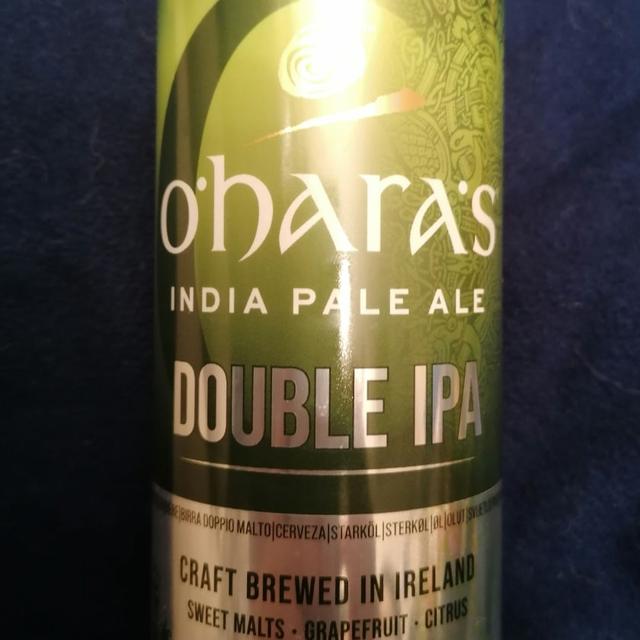 O'hara's
INDIA PALE ALE
DOUBLE IPA
BIRRA DOPPIO MALTO|CERVEZA|STARKÖL|STERKØL|ØL|OLUT
CRAFT BREWED IN IRELAND
SWEET MALTS · GRAPEFRUIT · CITRUS